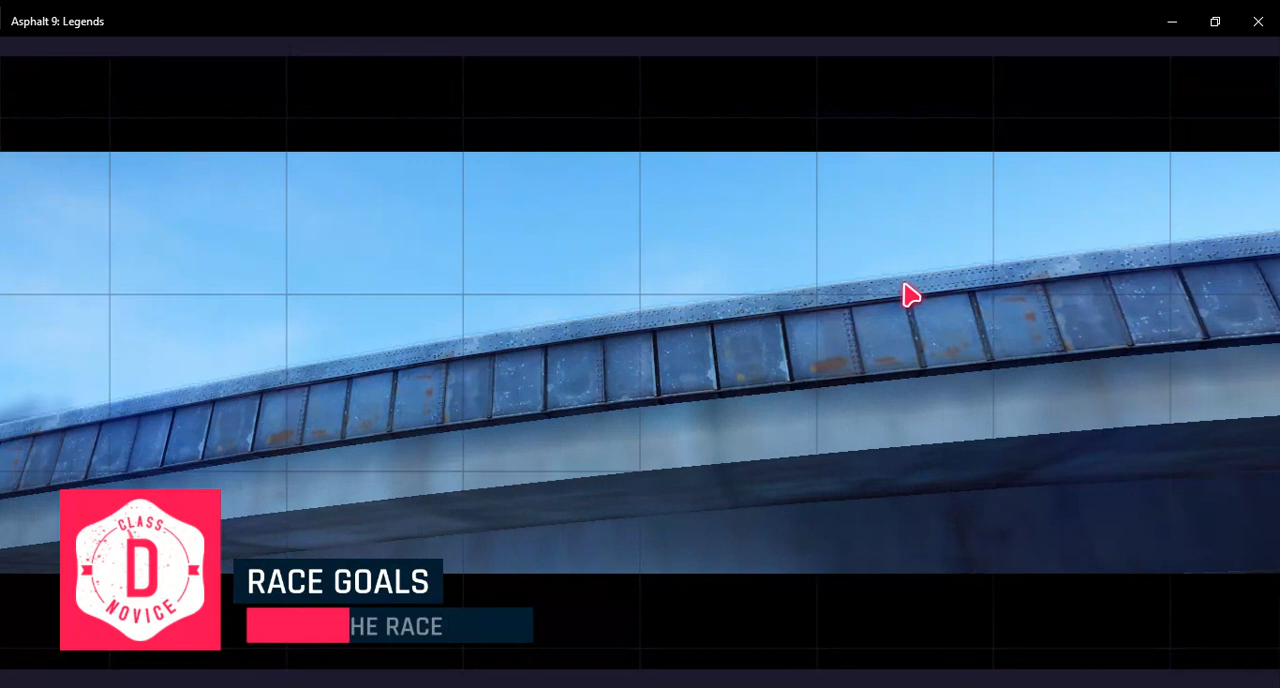 Asphalt 9: Legends
CLASS
D
NOVICE
RACE GOALS
HE RACE